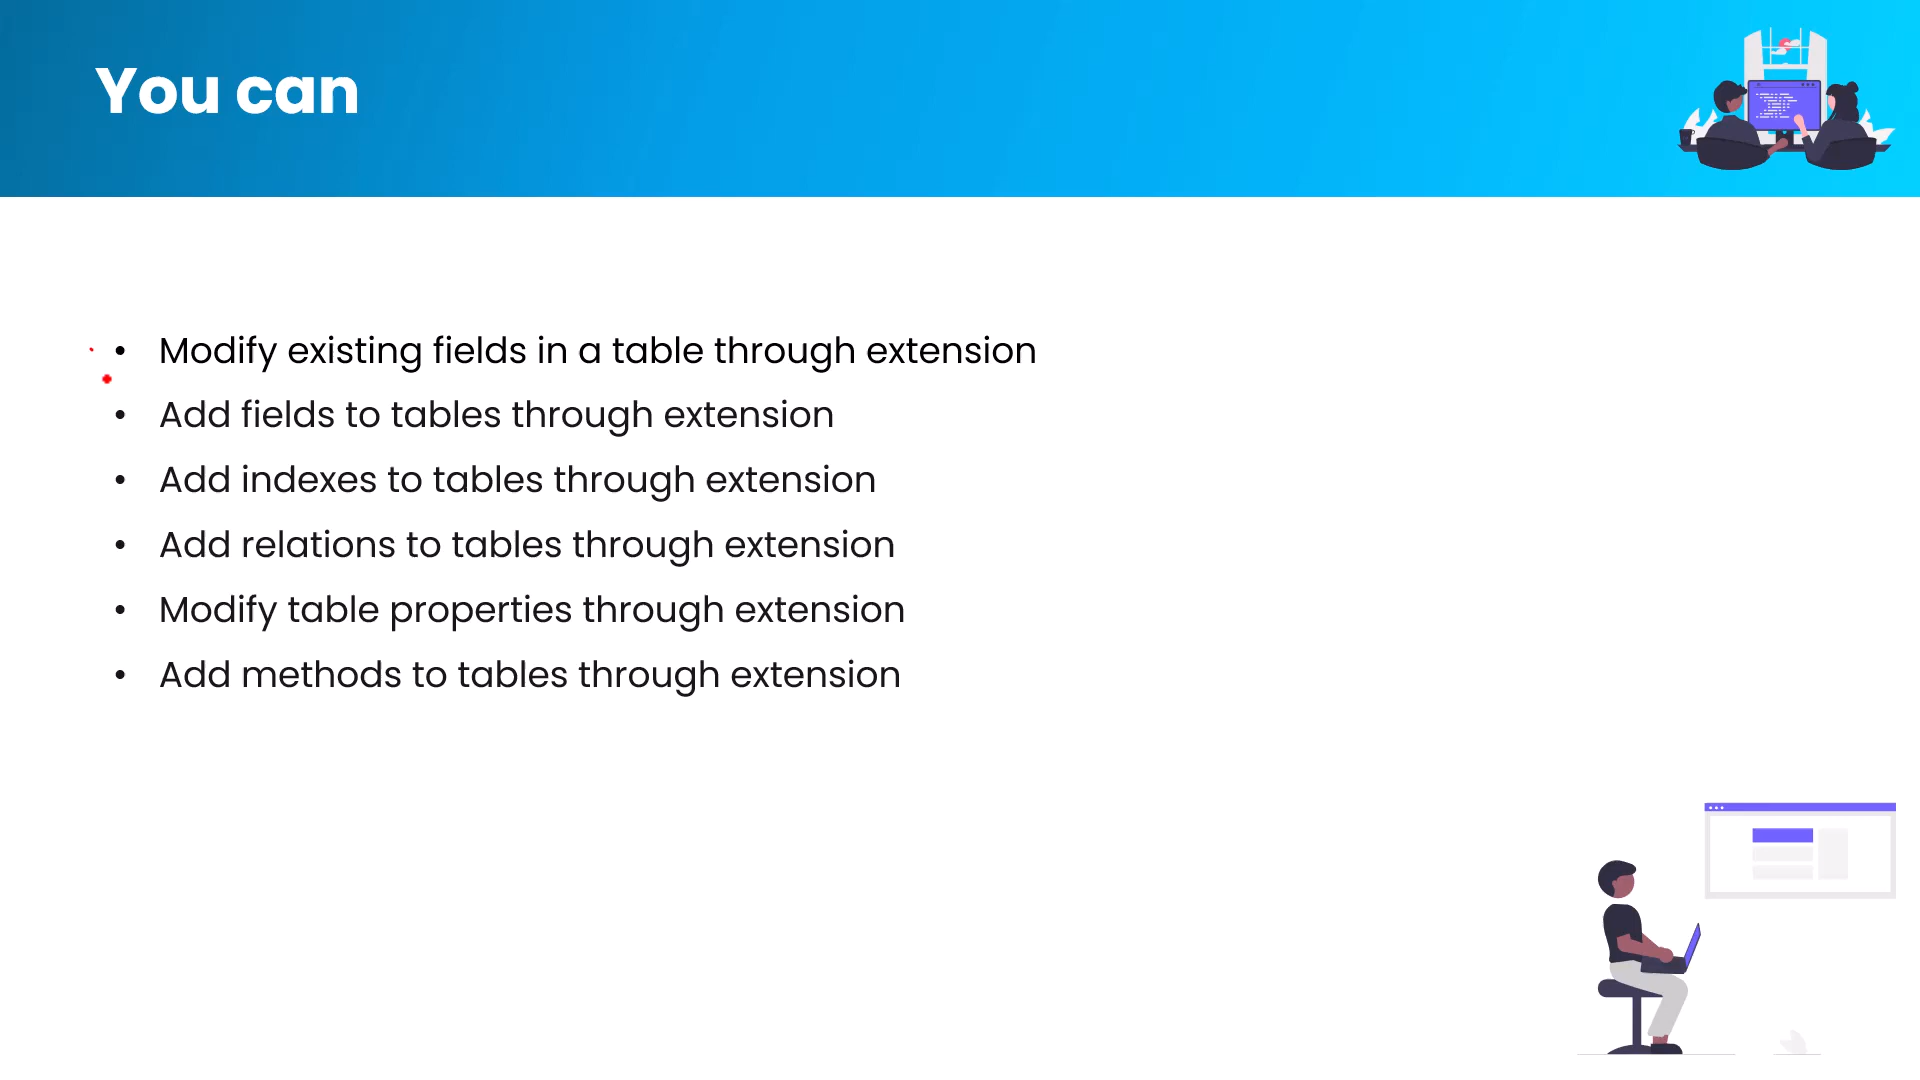 You can
• Modify existing fields in a table through extension
• Add fields to tables through extension
• Add indexes to tables through extension
• Add relations to tables through extension
• Modify table properties through extension
• Add methods to tables through extension